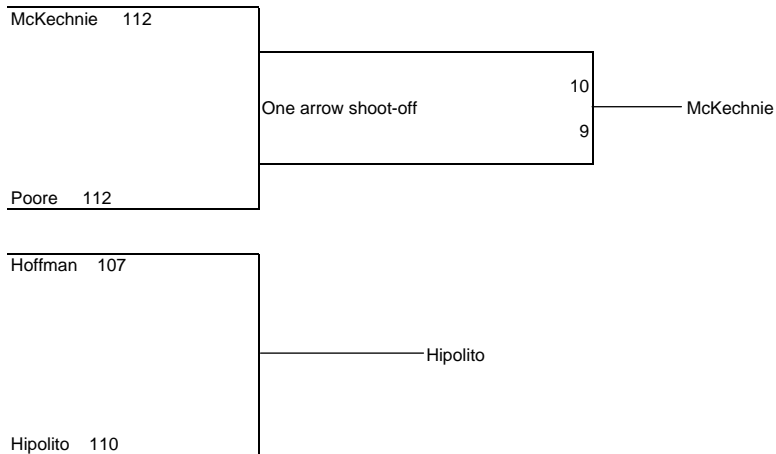 McKechnie 112
10
One arrow shoot-off
McKechnie
9
Poore 112
Hoffman 107
Hipolito
Hipolito 110